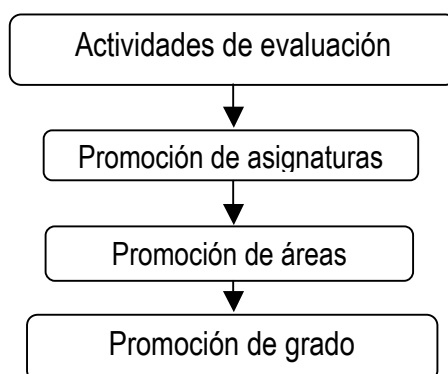 Actividades de evaluación
Promoción de asignaturas
Promoción de áreas
Promoción de grado